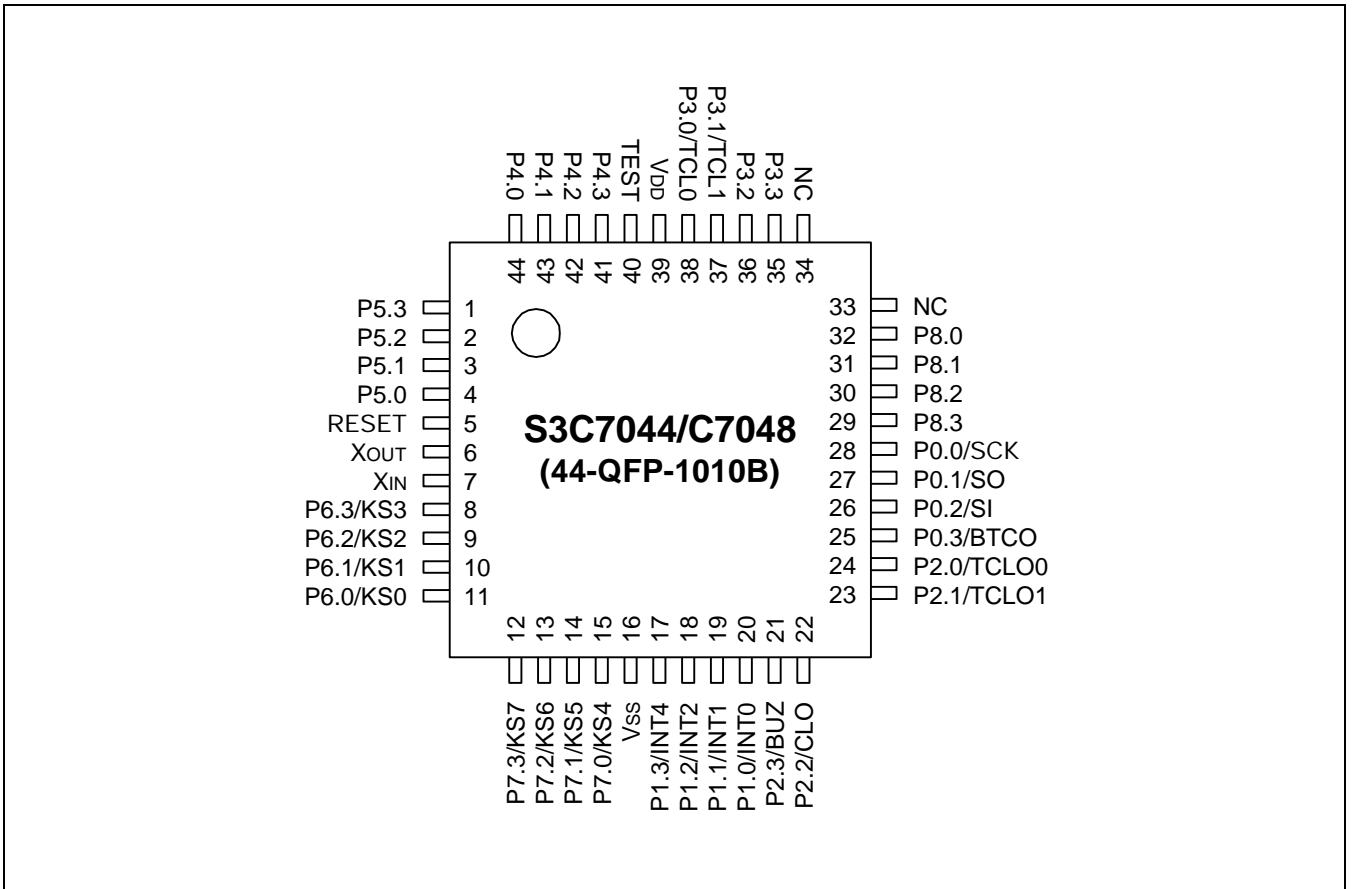 P4.0
P4.1
P4.2
P4.3
TEST
VDD
P3.0/TCL0
P3.1/TCL1
P3.2
P3.3
NC
44
43
42
41
40
39
38
37
36
35
34
P5.3 1
P5.2 2
P5.1 3
P5.0 4
RESET 5
XOUT 6
XIN 7
P6.3/KS3 8
P6.2/KS2 9
P6.1/KS1 10
P6.0/KS0 11
S3C7044/C7048
(44-QFP-1010B)
33 NC
32 P8.0
31 P8.1
30 P8.2
29 P8.3
28 P0.0/SCK
27 P0.1/SO
26 P0.2/SI
25 P0.3/BTCO
24 P2.0/TCLO0
23 P2.1/TCLO1
12
13
14
15
16
17
18
19
20
21
22
P7.3/KS7
P7.2/KS6
P7.1/KS5
P7.0/KS4
VSS
P1.3/INT4
P1.2/INT2
P1.1/INT1
P1.0/INT0
P2.3/BUZ
P2.2/CLO